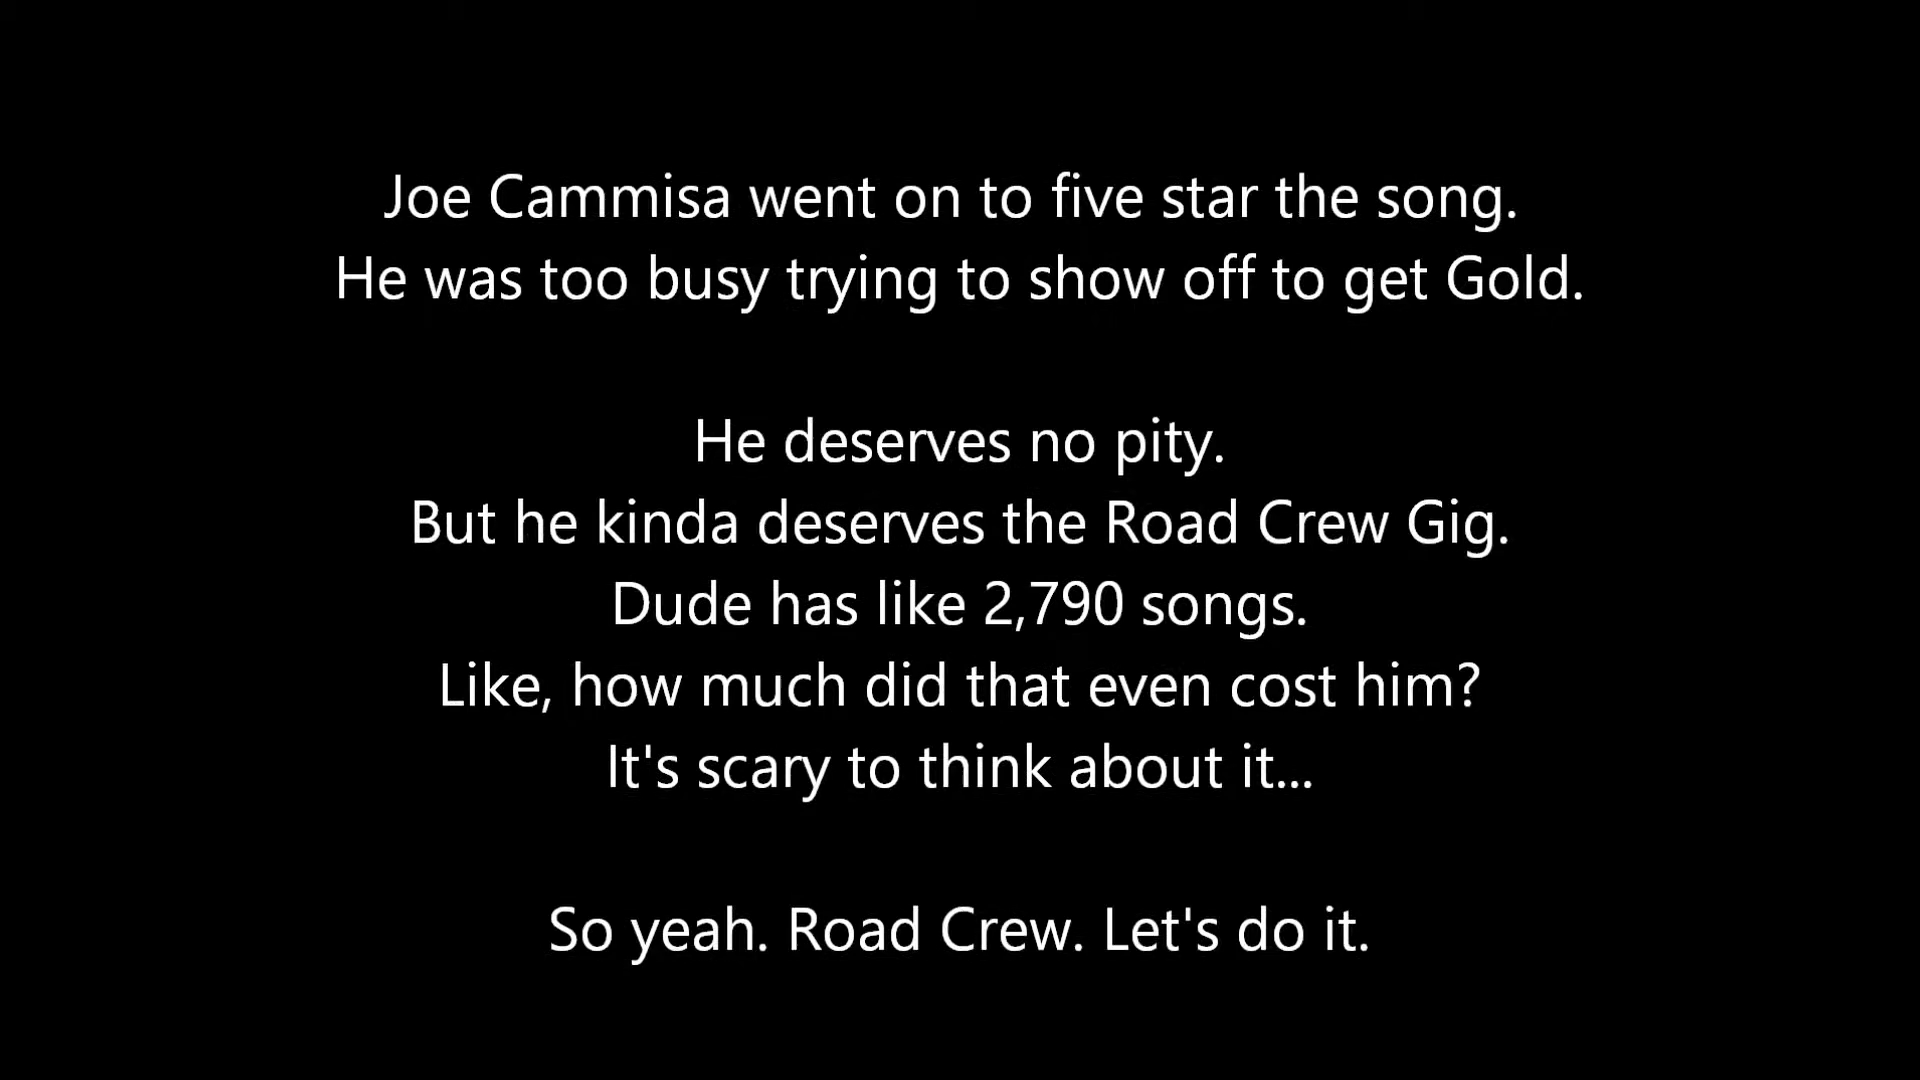 Joe Cammisa went on to five star the song.
He was too busy trying to show off to get Gold.
He deserves no pity.
But he kinda deserves the Road Crew Gig.
Dude has like 2,790 songs.
Like, how much did that even cost him?
It's scary to think about it...
So yeah. Road Crew. Let's do it.